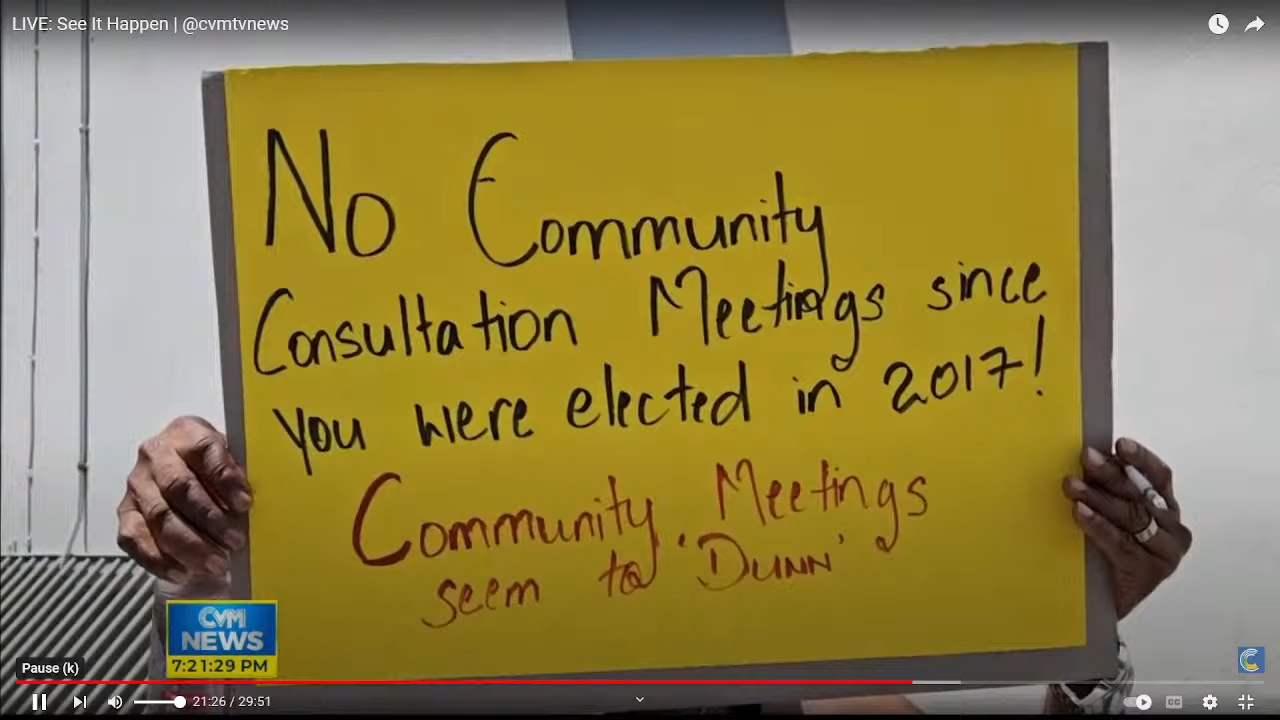 LIVE: See It Happen | @cvmtvnews
No Community
Consultation Meetings since
you were elected in 2017!
Community Meetings
seem to 'Dunn'
CVM
NEWS
7:21:29 PM
Pause (k)
21:26 / 29:51
CC